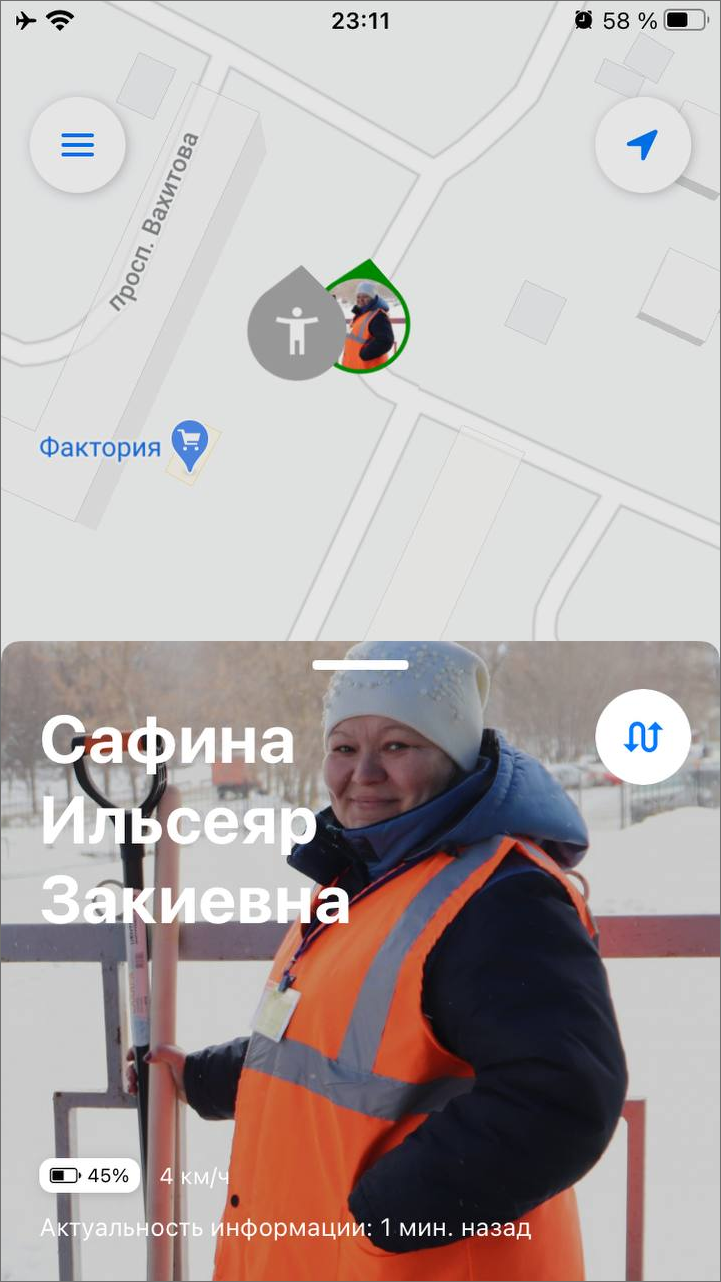 23:11
58 %
просп. Вахитова
Фактория
Сафина
Ильсеяр
Закиевна
45%
4 км/ч
Актуальность информации: 1 мин. назад